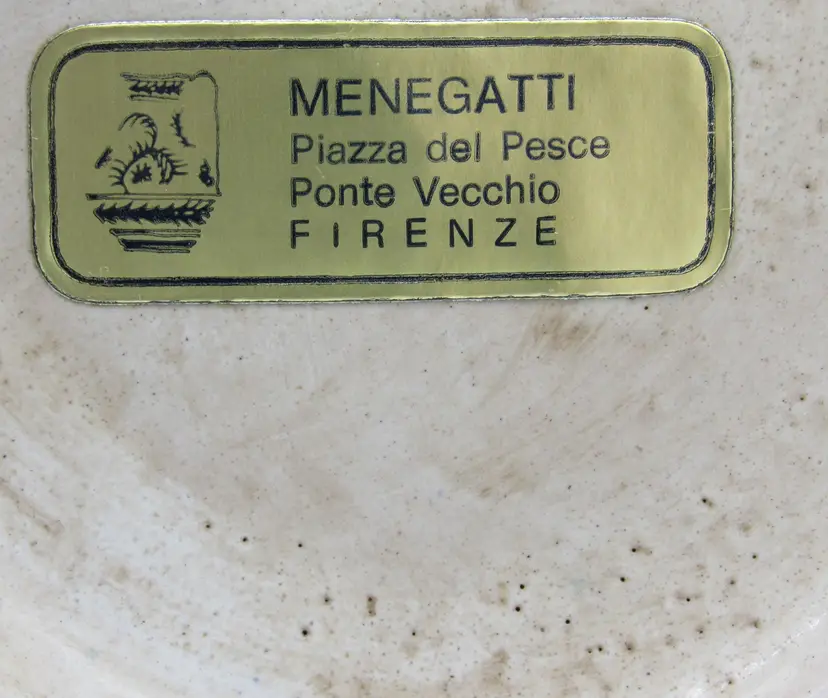 MENEGATTI
Piazza del Pesce
Ponte Vecchio
FIRENZE